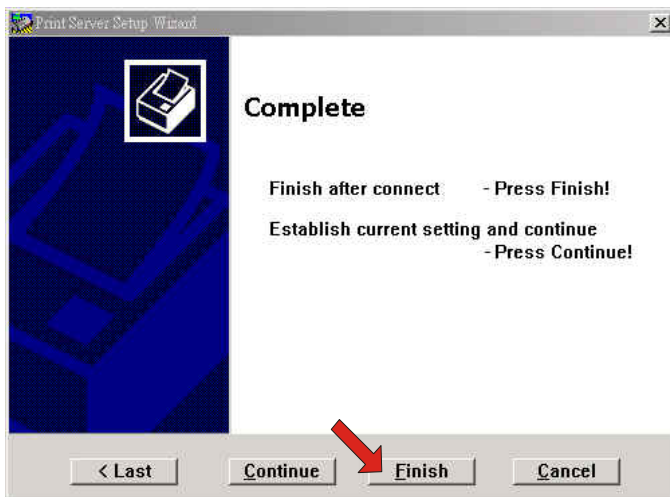 Print Server Setup Wizard
Complete
Finish after connect - Press Finish!
Establish current setting and continue
- Press Continue!
< Last Continue Finish Cancel